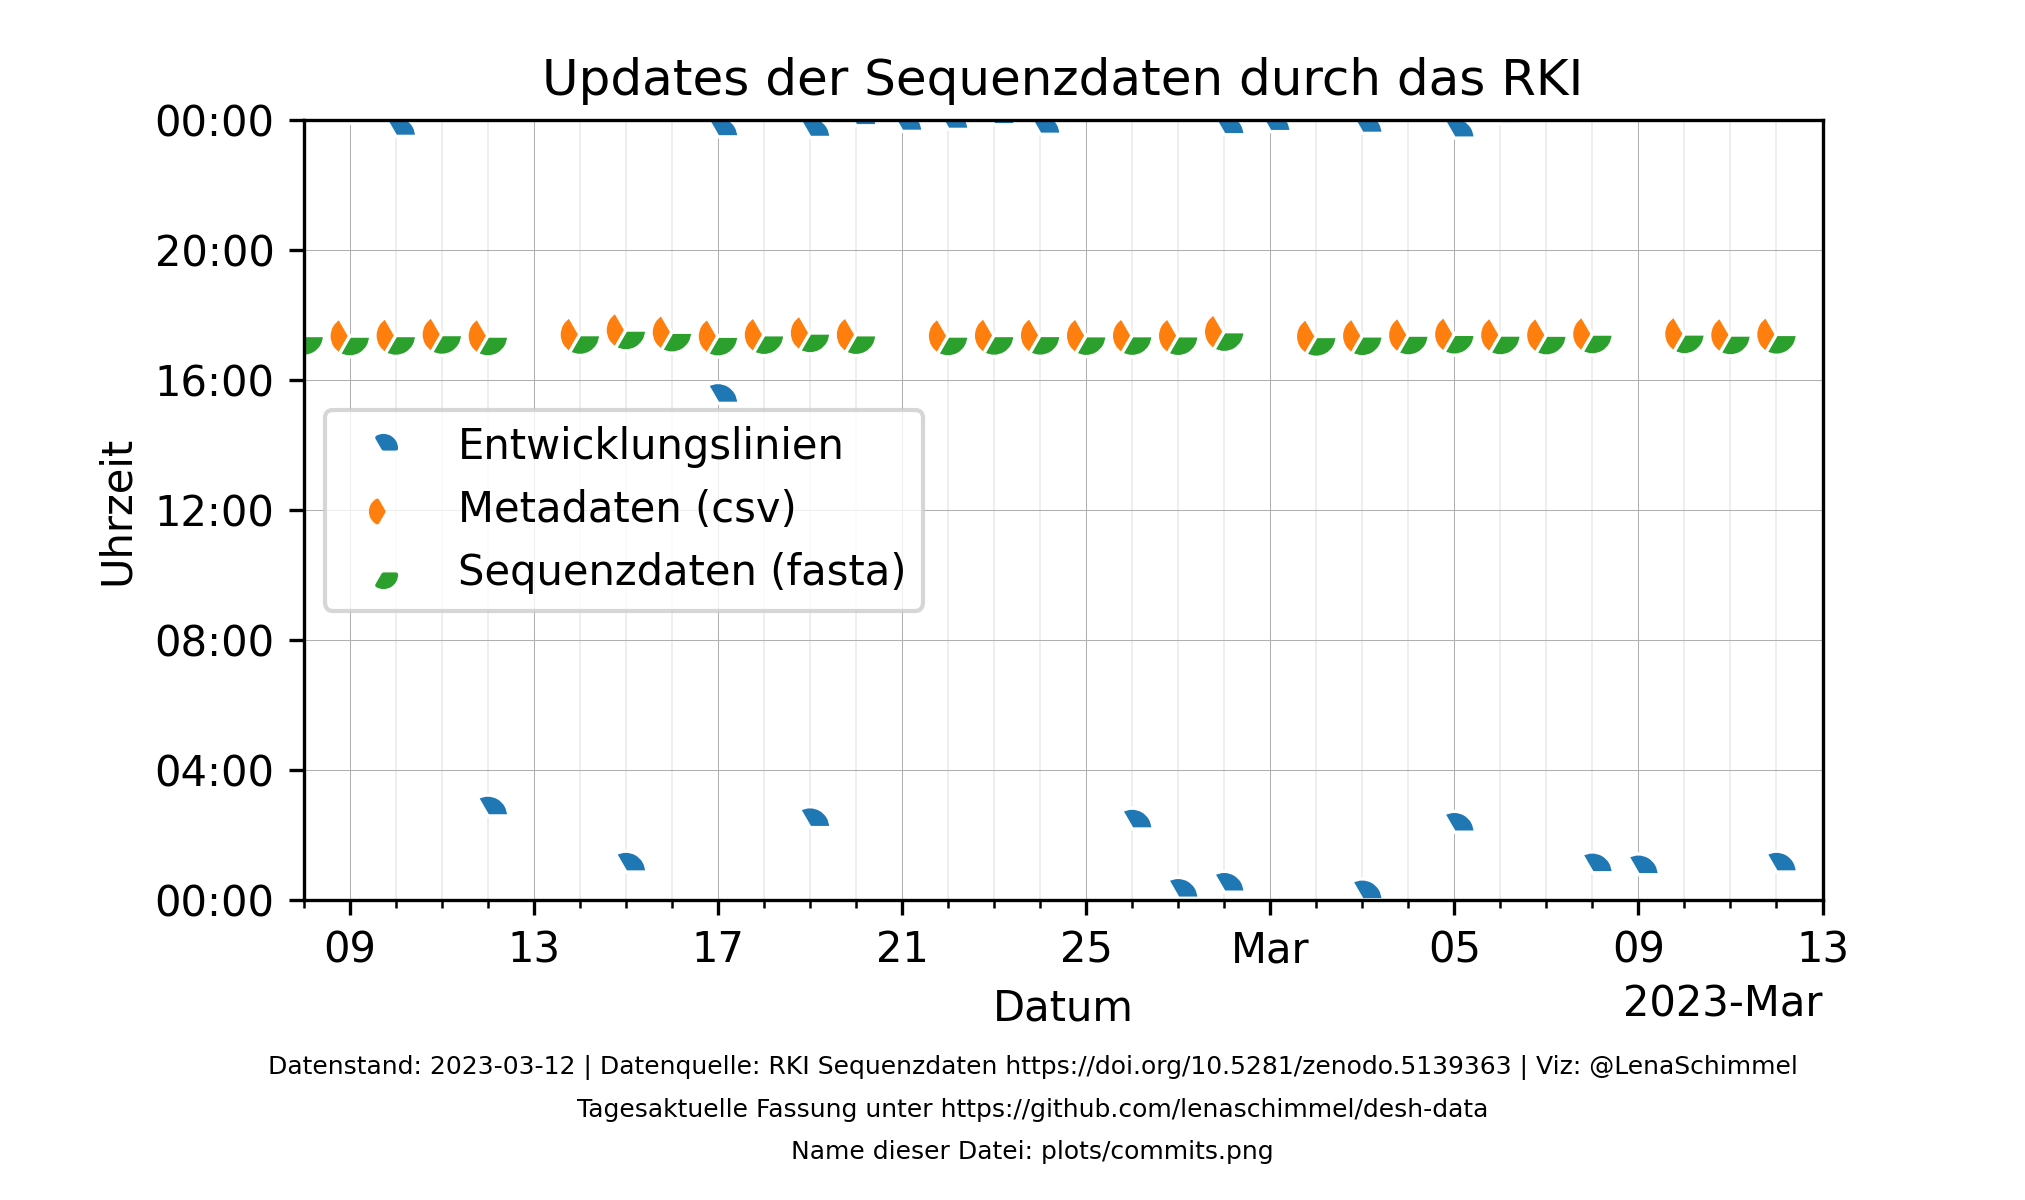 Updates der Sequenzdaten durch das RKI
00:00
20:00
16:00
12:00
08:00
04:00
00:00
Uhrzeit
Entwicklungslinien
Metadaten (csv)
Sequenzdaten (fasta)
09 13 17 21 25 Mar 05 09 13
Datum
2023-Mar
Datenstand: 2023-03-12 | Datenquelle: RKI Sequenzdaten https://doi.org/10.5281/zenodo.5139363 | Viz: @LenaSchimmel
Tagesaktuelle Fassung unter https://github.com/lenaschimmel/desh-data
Name dieser Datei: plots/commits.png